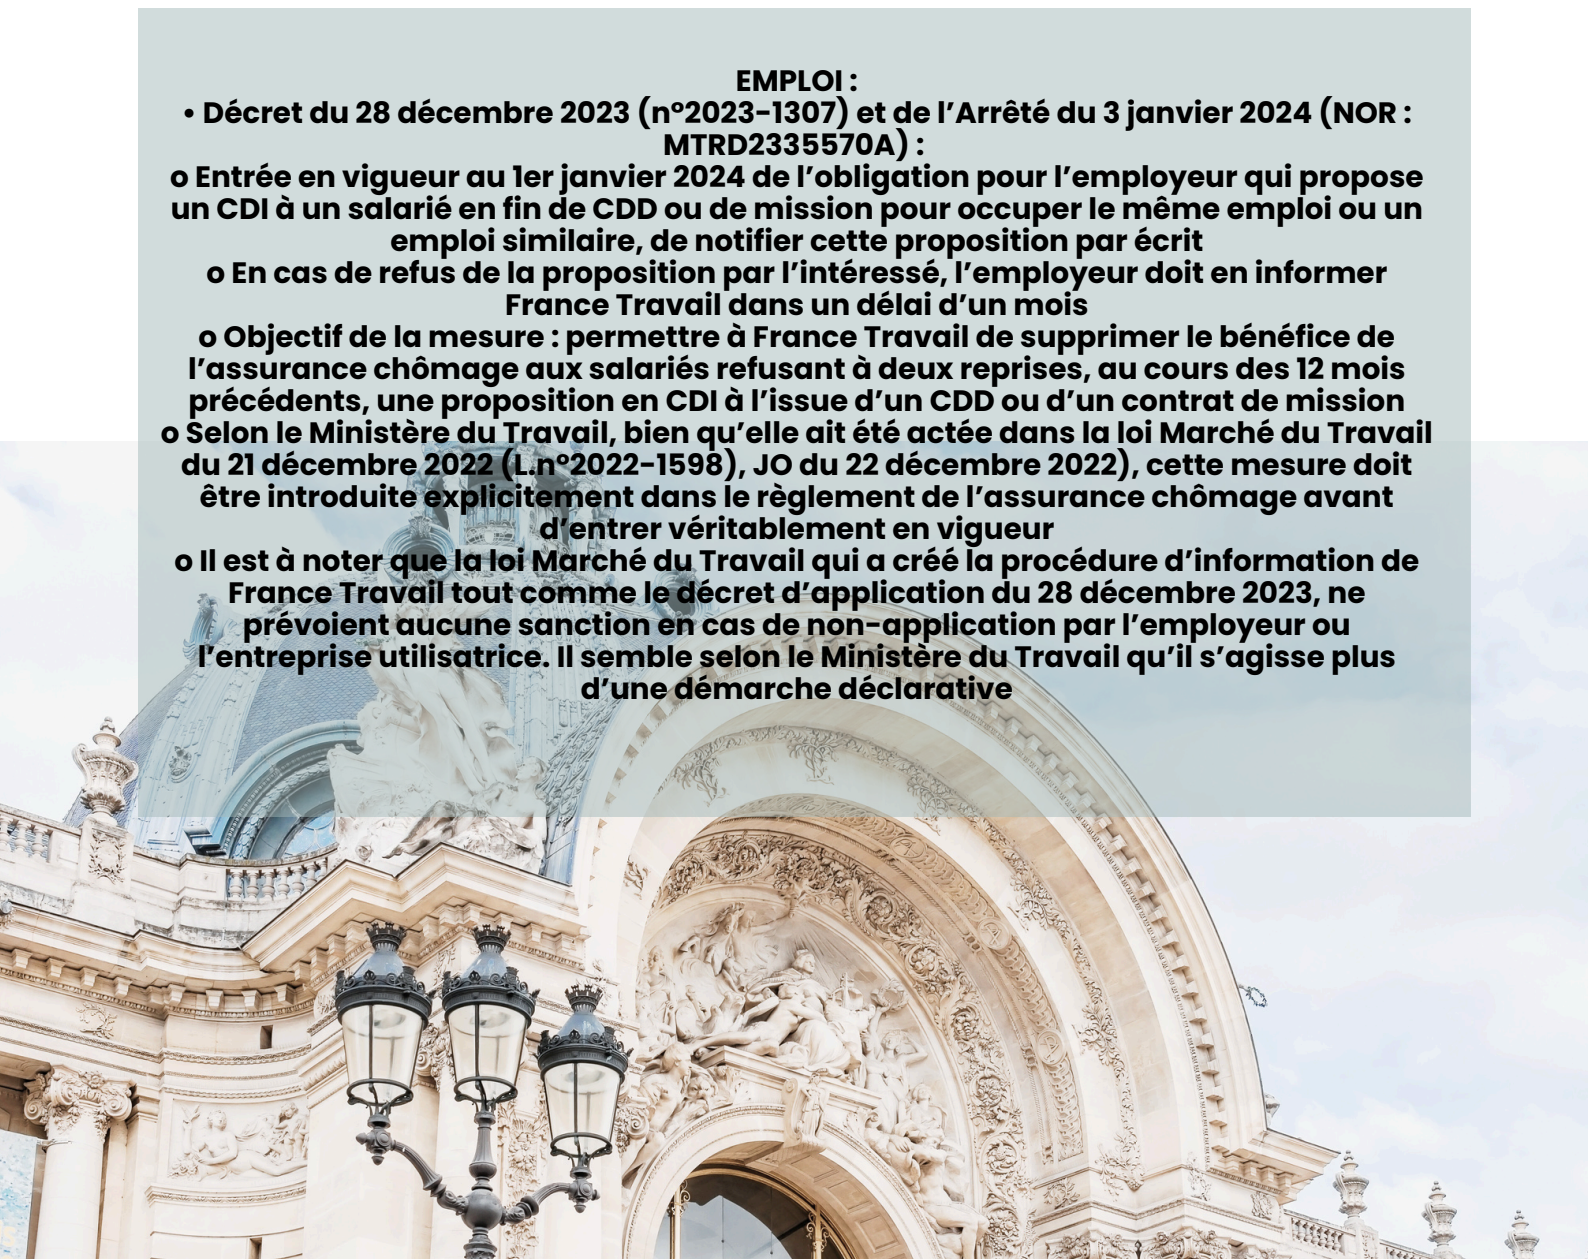 EMPLOI :
• Décret du 28 décembre 2023 (n°2023-1307) et de l’Arrêté du 3 janvier 2024 (NOR :
MTRD2335570A) :
o Entrée en vigueur au 1er janvier 2024 de l’obligation pour l’employeur qui propose
un CDI à un salarié en fin de CDD ou de mission pour occuper le même emploi ou un
emploi similaire, de notifier cette proposition par écrit
o En cas de refus de la proposition par l’intéressé, l’employeur doit en informer
France Travail dans un délai d’un mois
o Objectif de la mesure : permettre à France Travail de supprimer le bénéfice de
l’assurance chômage aux salariés refusant à deux reprises, au cours des 12 mois
précédents, une proposition en CDI à l’issue d’un CDD ou d’un contrat de mission
o Selon le Ministère du Travail, bien qu’elle ait été actée dans la loi Marché du Travail
du 21 décembre 2022 (L.n°2022-1598), JO du 22 décembre 2022), cette mesure doit
être introduite explicitement dans le règlement de l’assurance chômage avant
d’entrer véritablement en vigueur
o Il est à noter que la loi Marché du Travail qui a créé la procédure d’information de
France Travail tout comme le décret d’application du 28 décembre 2023, ne
prévoient aucune sanction en cas de non-application par l’employeur ou
l’entreprise utilisatrice. Il semble selon le Ministère du Travail qu’il s’agisse plus
d’une démarche déclarative